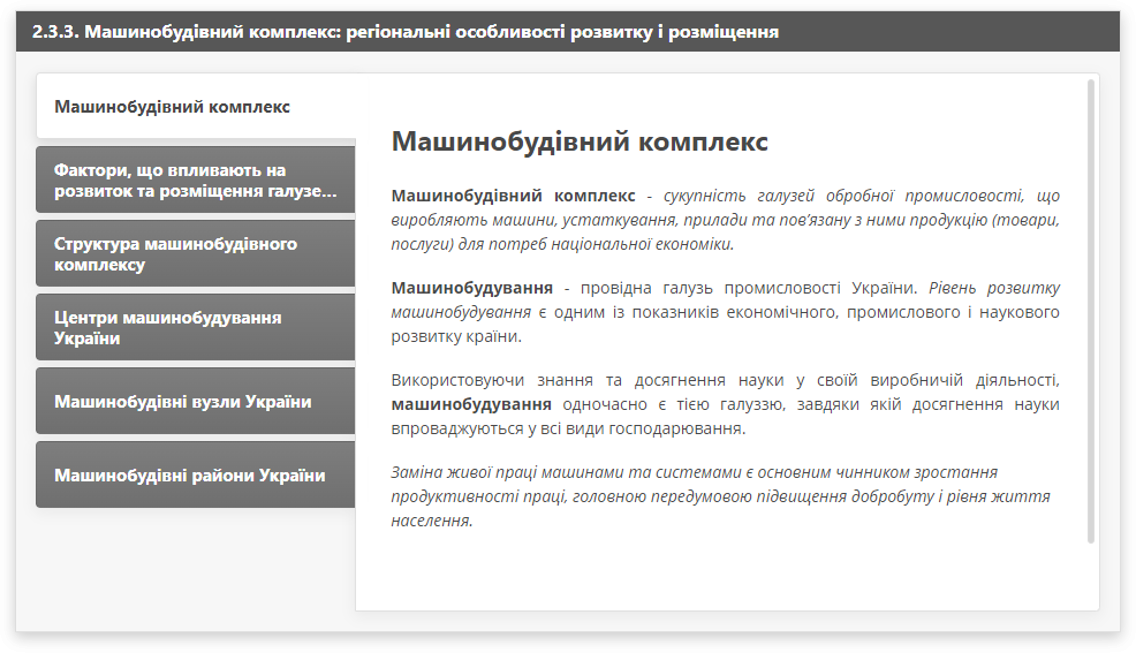 2.3.3. Машинобудівний комплекс: регіональні особливості розвитку і розміщення
Машинобудівний комплекс
Фактори, що впливають на
розвиток та розміщення галузе...
Структура машинобудівного
комплексу
Центри машинобудування
України
Машинобудівні вузли України
Машинобудівні райони України
Машинобудівний комплекс
Машинобудівний комплекс - сукупність галузей обробної промисловості, що
виробляють машини, устаткування, прилади та пов’язану з ними продукцію (товари,
послуги) для потреб національної економіки.
Машинобудування - провідна галузь промисловості України. Рівень розвитку
машинобудування є одним із показників економічного, промислового і наукового
розвитку країни.
Використовуючи знання та досягнення науки у своїй виробничій діяльності,
машинобудування одночасно є тією галуззю, завдяки якій досягнення науки
впроваджуються у всі види господарювання.
Заміна живої праці машинами та системами є основним чинником зростання
продуктивності праці, головною передумовою підвищення добробуту і рівня життя
населення.